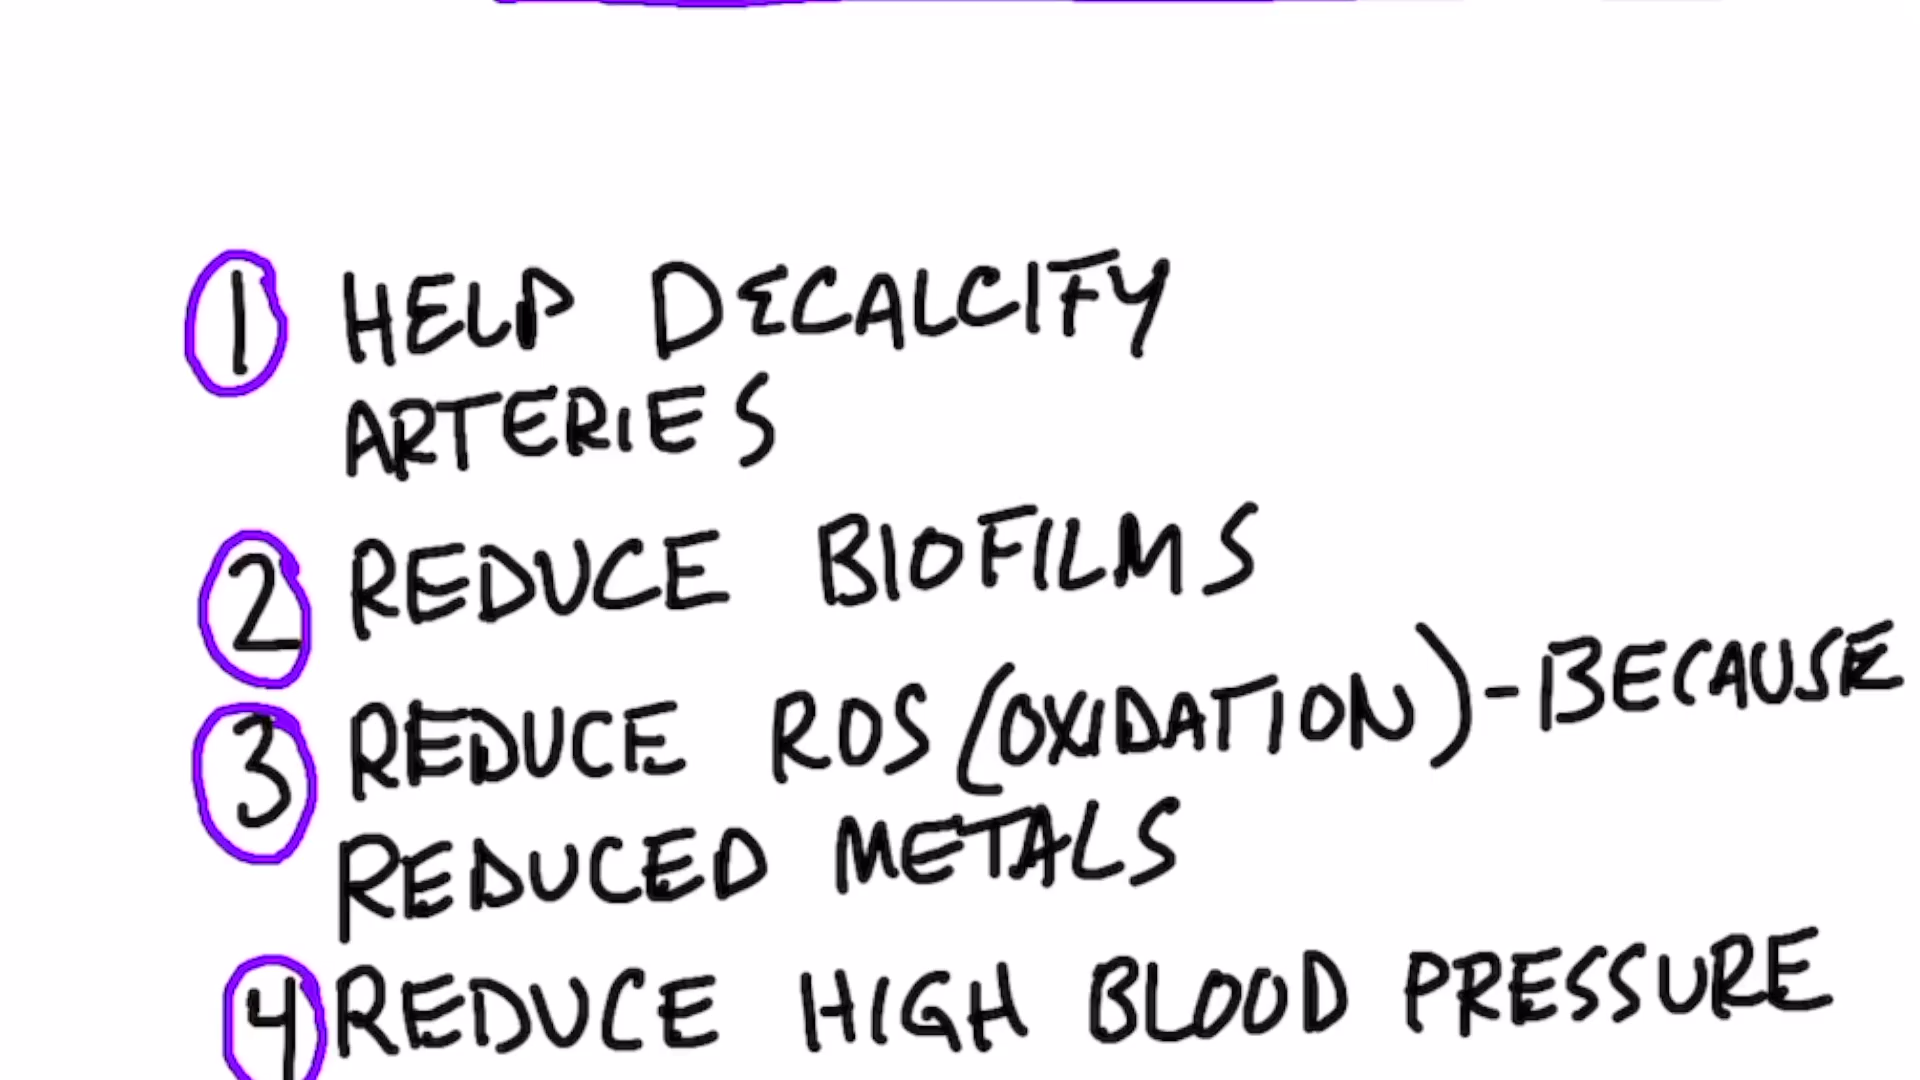 1 HELP DECALCIFY
ARTERIES
2 REDUCE BIOFILMS
3 REDUCE ROS (OXIDATION) - BECAUSE
REDUCED METALS
4 REDUCE HIGH BLOOD PRESSURE